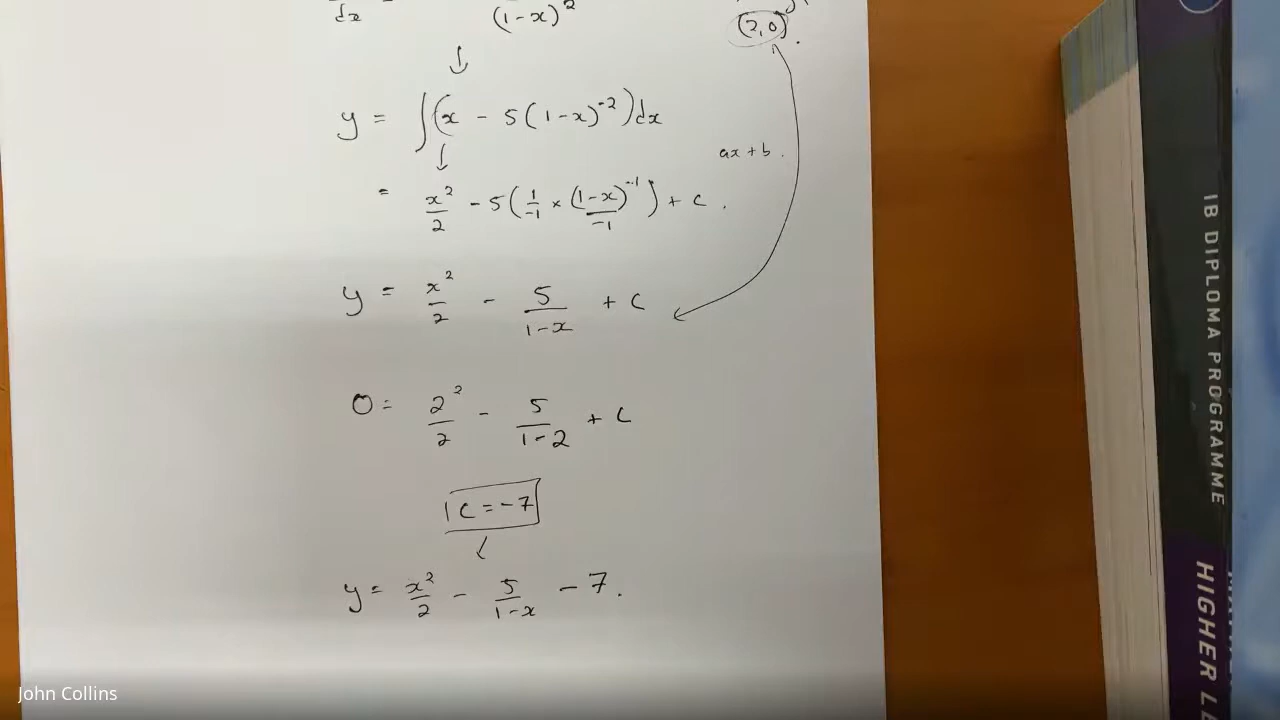 dx (1-x)²
(2,0).
↓
y = ∫(x - 5(1-x)⁻²)dx
↓
ax + b.
= x²/2 - 5(1/-1 × (1-x)⁻¹/-1) + c.
y = x²/2 - 5/(1-x) + c
0 = 2²/2 - 5/(1-2) + c
c = -7
y = x²/2 - 5/(1-x) - 7.
IB DIPLOMA PROGRAMME
HIGHER
John Collins